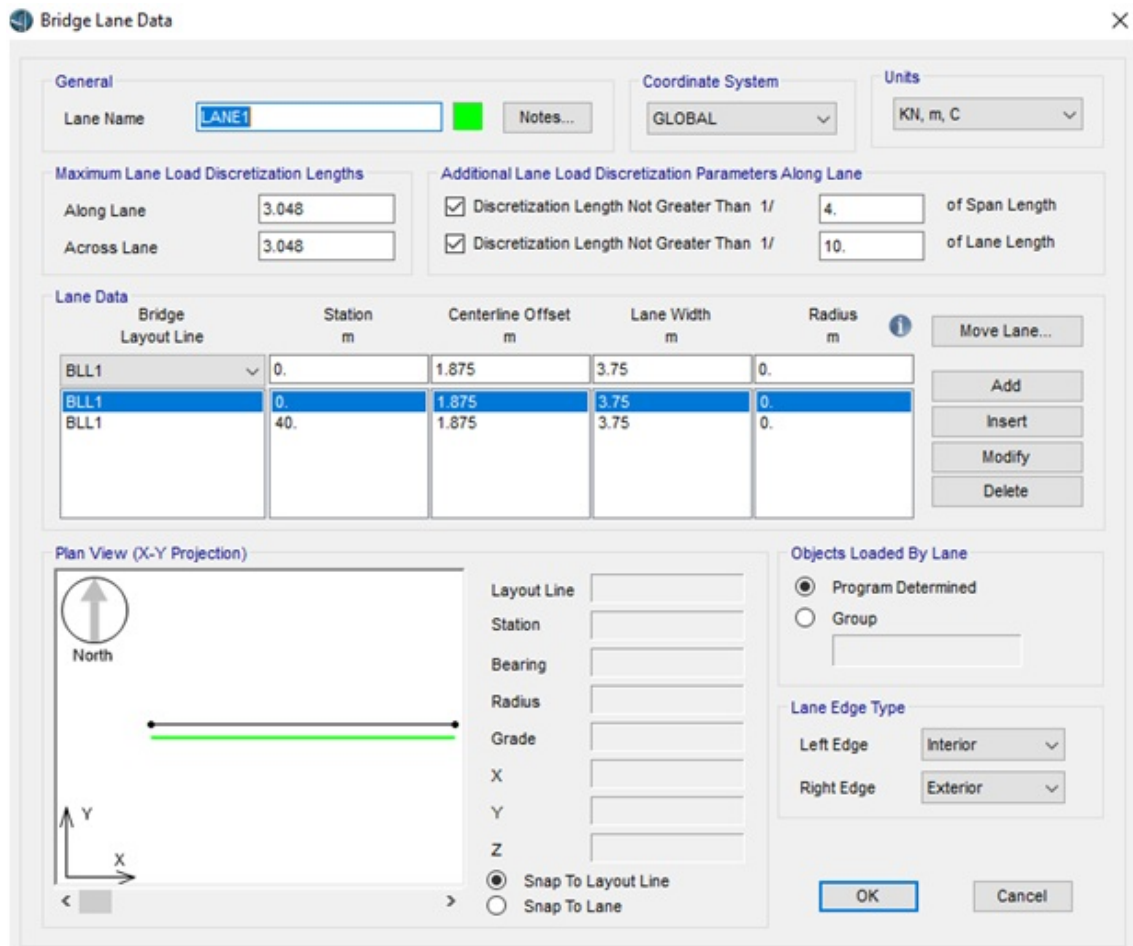 Bridge Lane Data
General
Lane Name LANE1 Notes...
Coordinate System
GLOBAL
Units
KN, m, C
Maximum Lane Load Discretization Lengths
Along Lane 3.048
Across Lane 3.048
Additional Lane Load Discretization Parameters Along Lane
Discretization Length Not Greater Than 1/ 4. of Span Length
Discretization Length Not Greater Than 1/ 10. of Lane Length
Lane Data
Bridge Station Centerline Offset Lane Width Radius
Layout Line m m m m
BLL1 0. 1.875 3.75 0.
BLL1 0. 1.875 3.75 0.
BLL1 40. 1.875 3.75 0.
Move Lane...
Add
Insert
Modify
Delete
Plan View (X-Y Projection)
North
Y
X
Layout Line
Station
Bearing
Radius
Grade
X
Y
Z
Snap To Layout Line
Snap To Lane
Objects Loaded By Lane
Program Determined
Group
Lane Edge Type
Left Edge Interior
Right Edge Exterior
OK Cancel